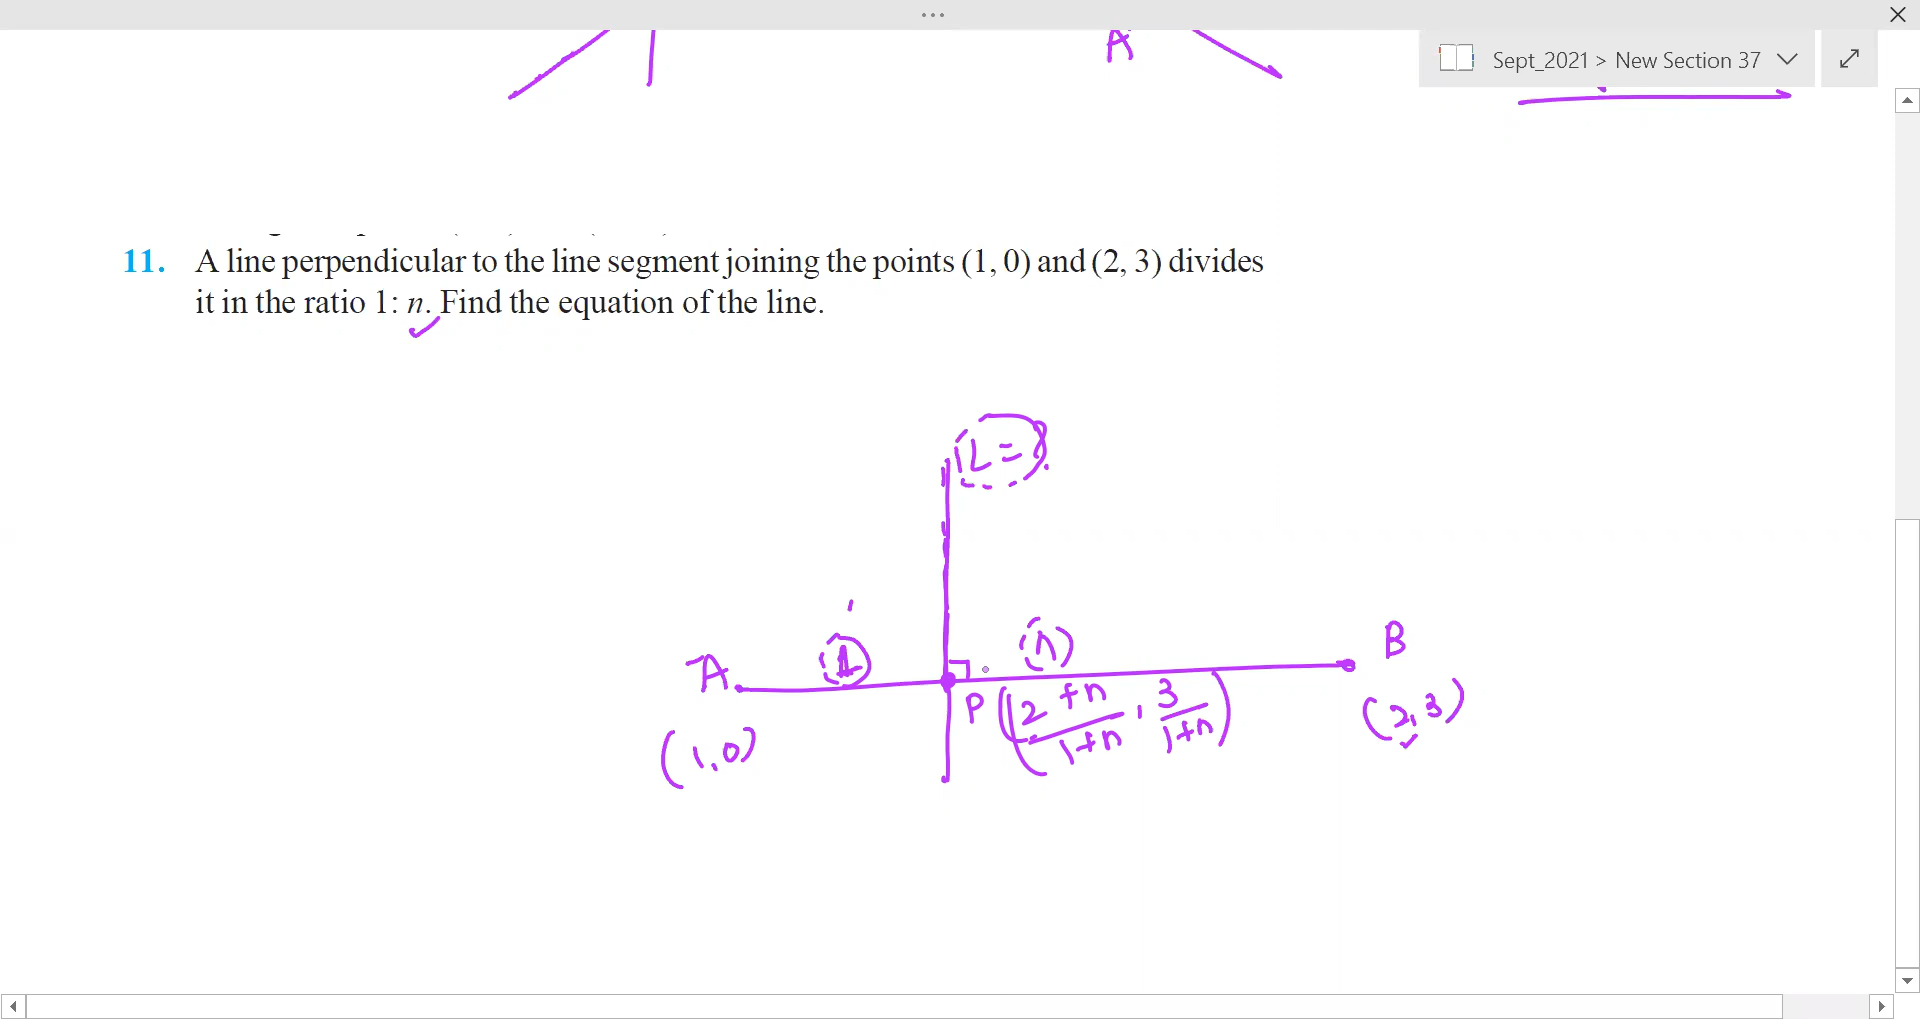 ...
A
Sept_2021 > New Section 37
11. A line perpendicular to the line segment joining the points (1, 0) and (2, 3) divides
it in the ratio 1: n. Find the equation of the line.
L = ?
A
1
n
B
(1, 0)
P (2+n/1+n, 3/1+n)
(2, 3)